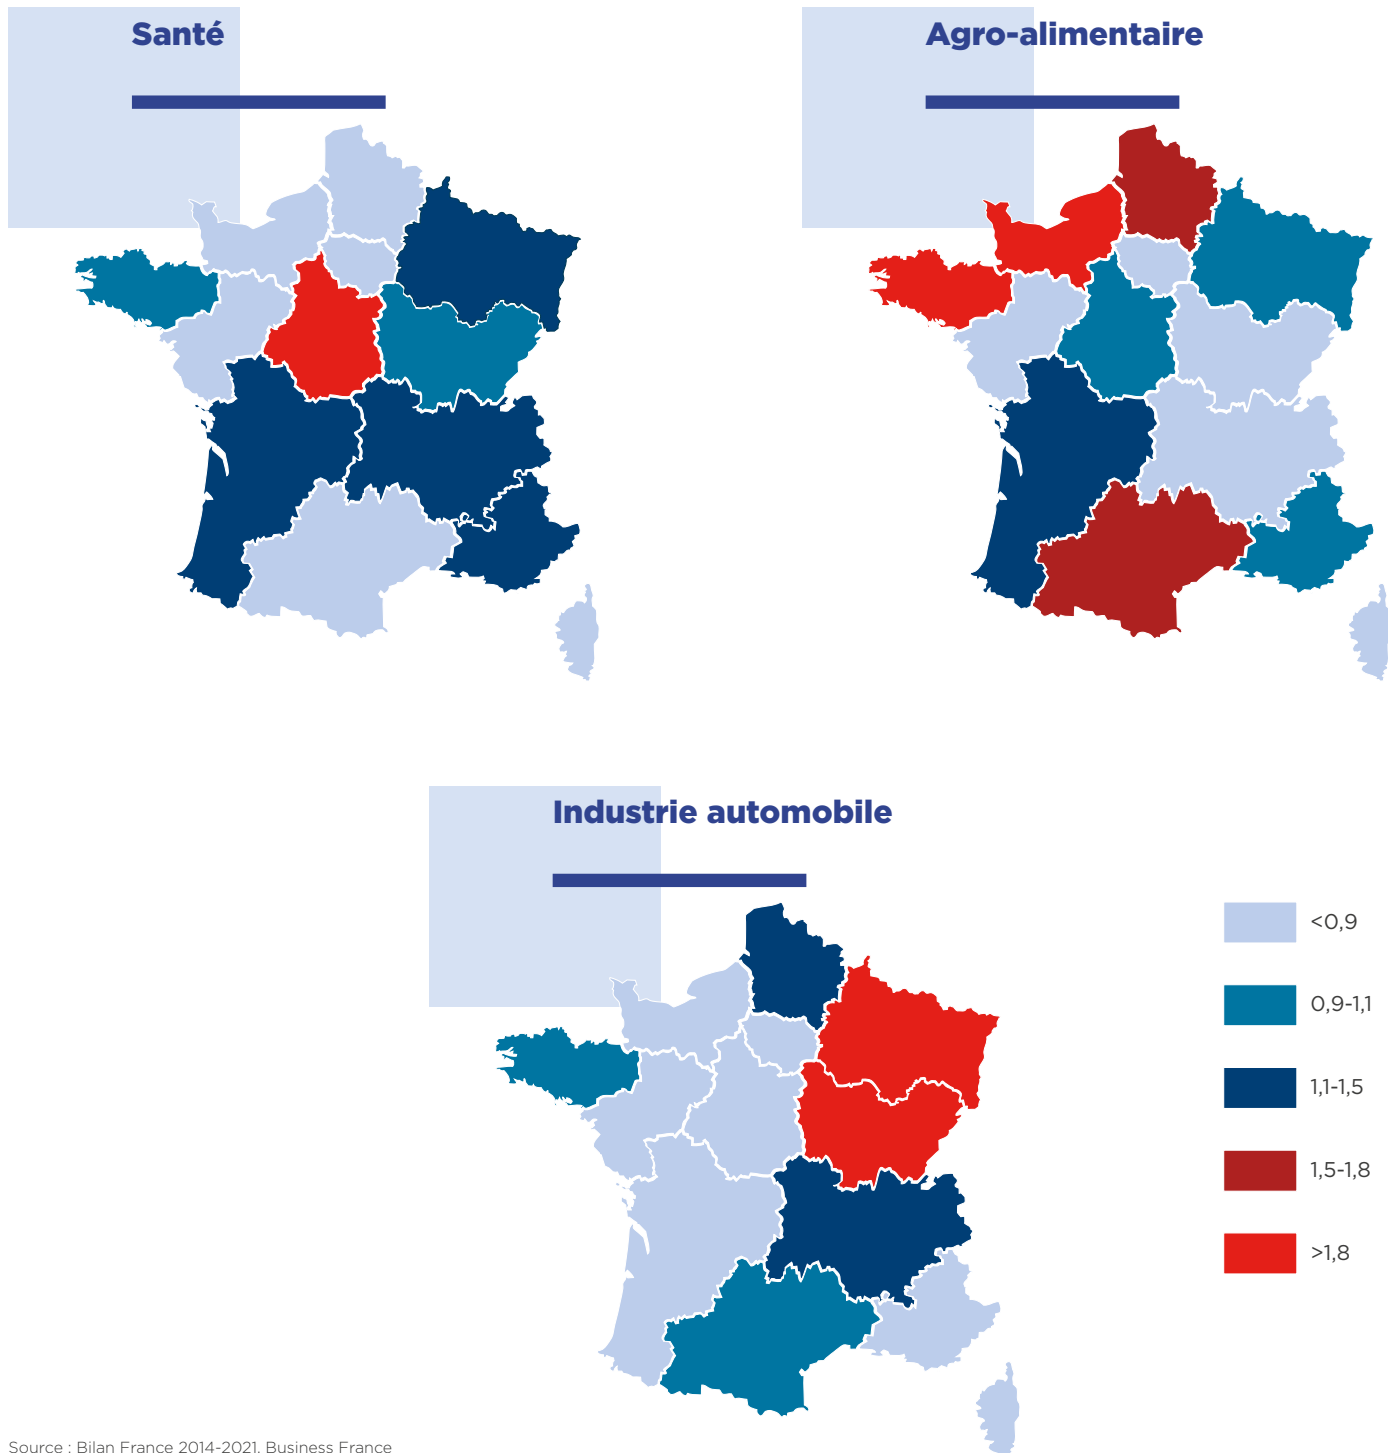 Santé
Agro-alimentaire
Industrie automobile
<0,9
0,9-1,1
1,1-1,5
1,5-1,8
>1,8
Source : Bilan France 2014-2021. Business France